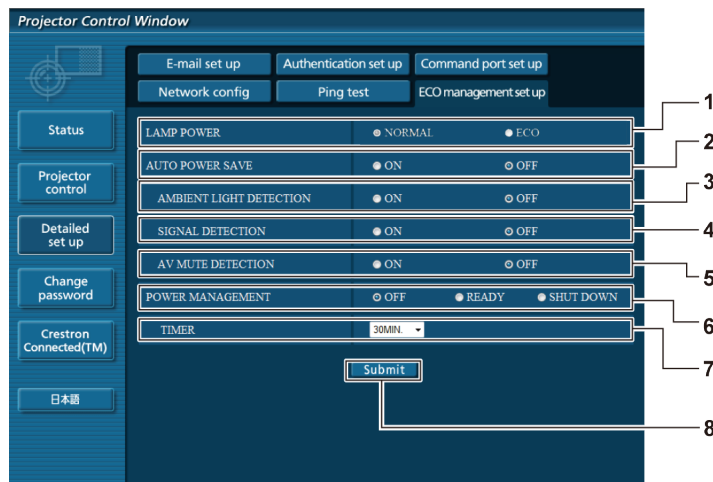 Projector Control Window
E-mail set up
Authentication set up
Command port set up
Network config
Ping test
ECO management set up
Status
Projector
control
Detailed
set up
Change
password
Crestron
Connected(TM)
日本語
LAMP POWER NORMAL ECO 1
AUTO POWER SAVE ON OFF 2
AMBIENT LIGHT DETECTION ON OFF 3
SIGNAL DETECTION ON OFF 4
AV MUTE DETECTION ON OFF 5
POWER MANAGEMENT OFF READY SHUT DOWN 6
TIMER 30MIN. 7
Submit 8